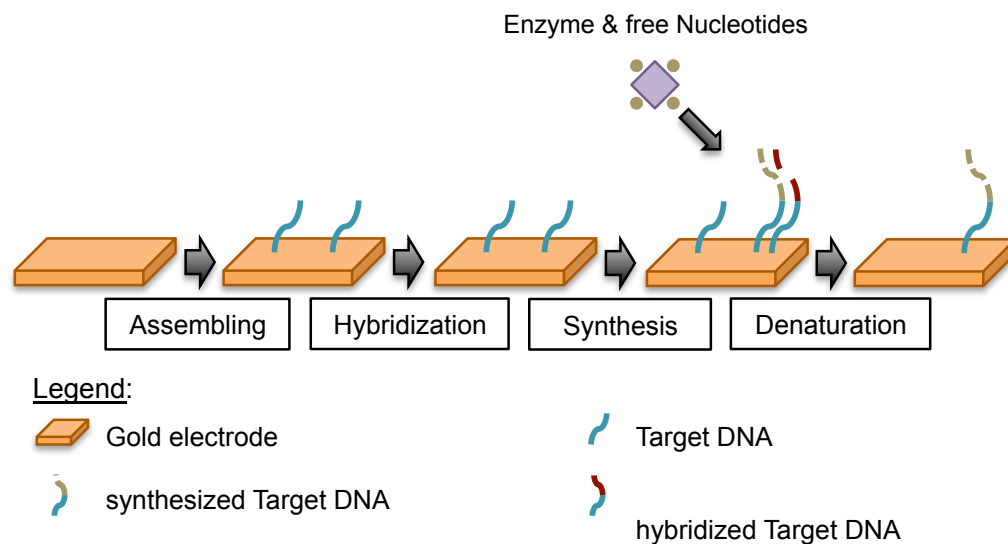 Enzyme & free Nucleotides
Assembling
Hybridization
Synthesis
Denaturation
Legend:
Gold electrode
Target DNA
synthesized Target DNA
hybridized Target DNA